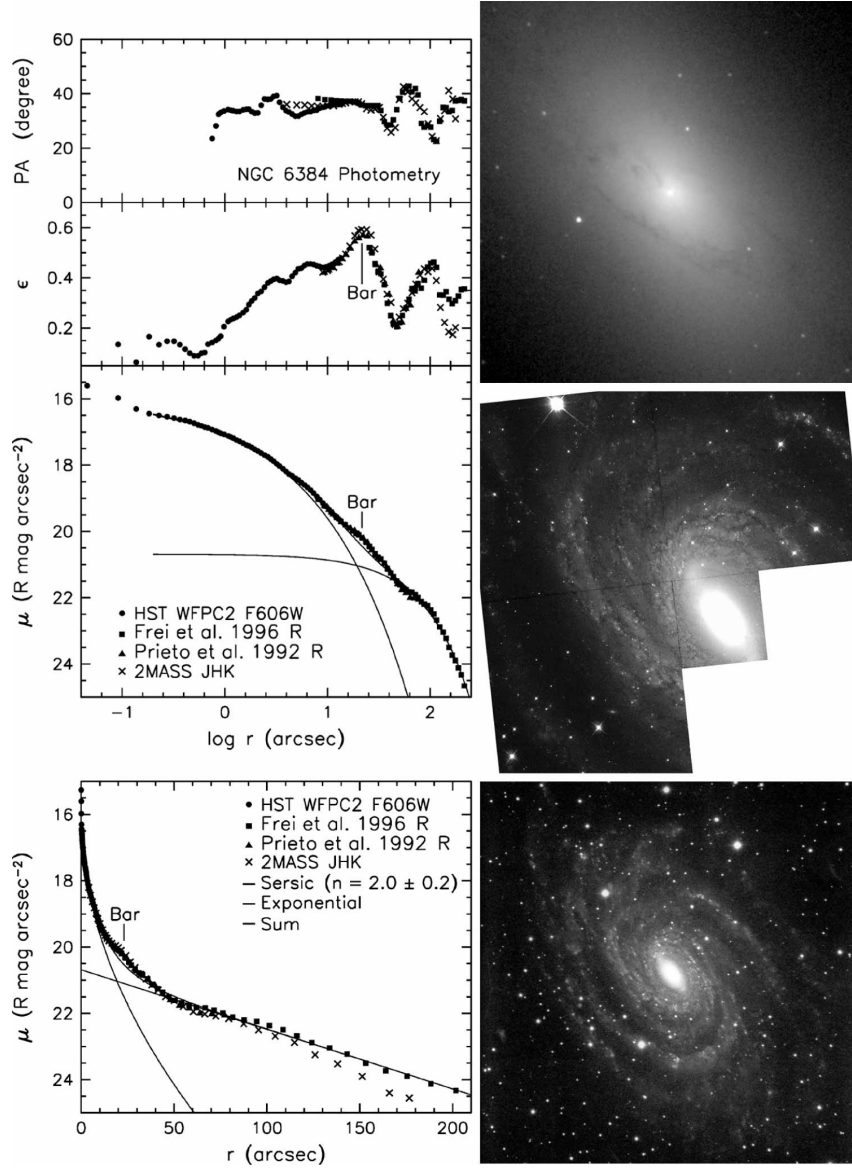 60
40
20
0
PA (degree)
NGC 6384 Photometry
0.6
0.4
0.2
ϵ
Bar
16
18
20
22
24
μ (R mag arcsec⁻²)
Bar
HST WFPC2 F606W
Frei et al. 1996 R
Prieto et al. 1992 R
2MASS JHK
−1 0 1 2
log r (arcsec)
16
18
20
22
24
μ (R mag arcsec⁻²)
HST WFPC2 F606W
Frei et al. 1996 R
Prieto et al. 1992 R
2MASS JHK
Sersic (n = 2.0 ± 0.2)
Exponential
Sum
Bar
0 50 100 150 200
r (arcsec)